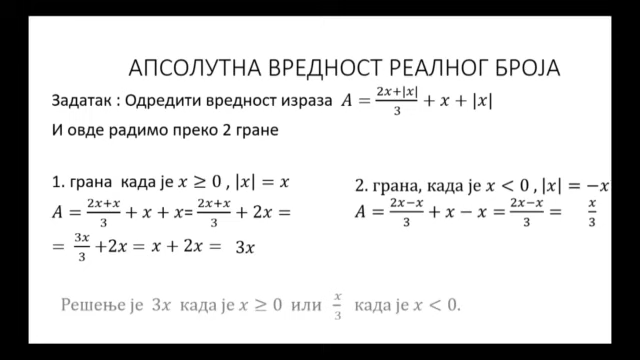 АПСОЛУТНА ВРЕДНОСТ РЕАЛНОГ БРОЈА
Задатак : Одредити вредност израза A = (2x+|x|)/3 + x + |x|
И овде радимо преко 2 гране
1. грана када је x ≥ 0 , |x| = x
A = (2x+x)/3 + x + x= (2x+x)/3 + 2x =
= 3x/3 +2x = x + 2x = 3x
2. грана, када је x < 0 , |x| = −x
A = (2x−x)/3 + x − x = (2x−x)/3 = x/3
Решење је 3x када је x ≥ 0 или x/3 када је x < 0.